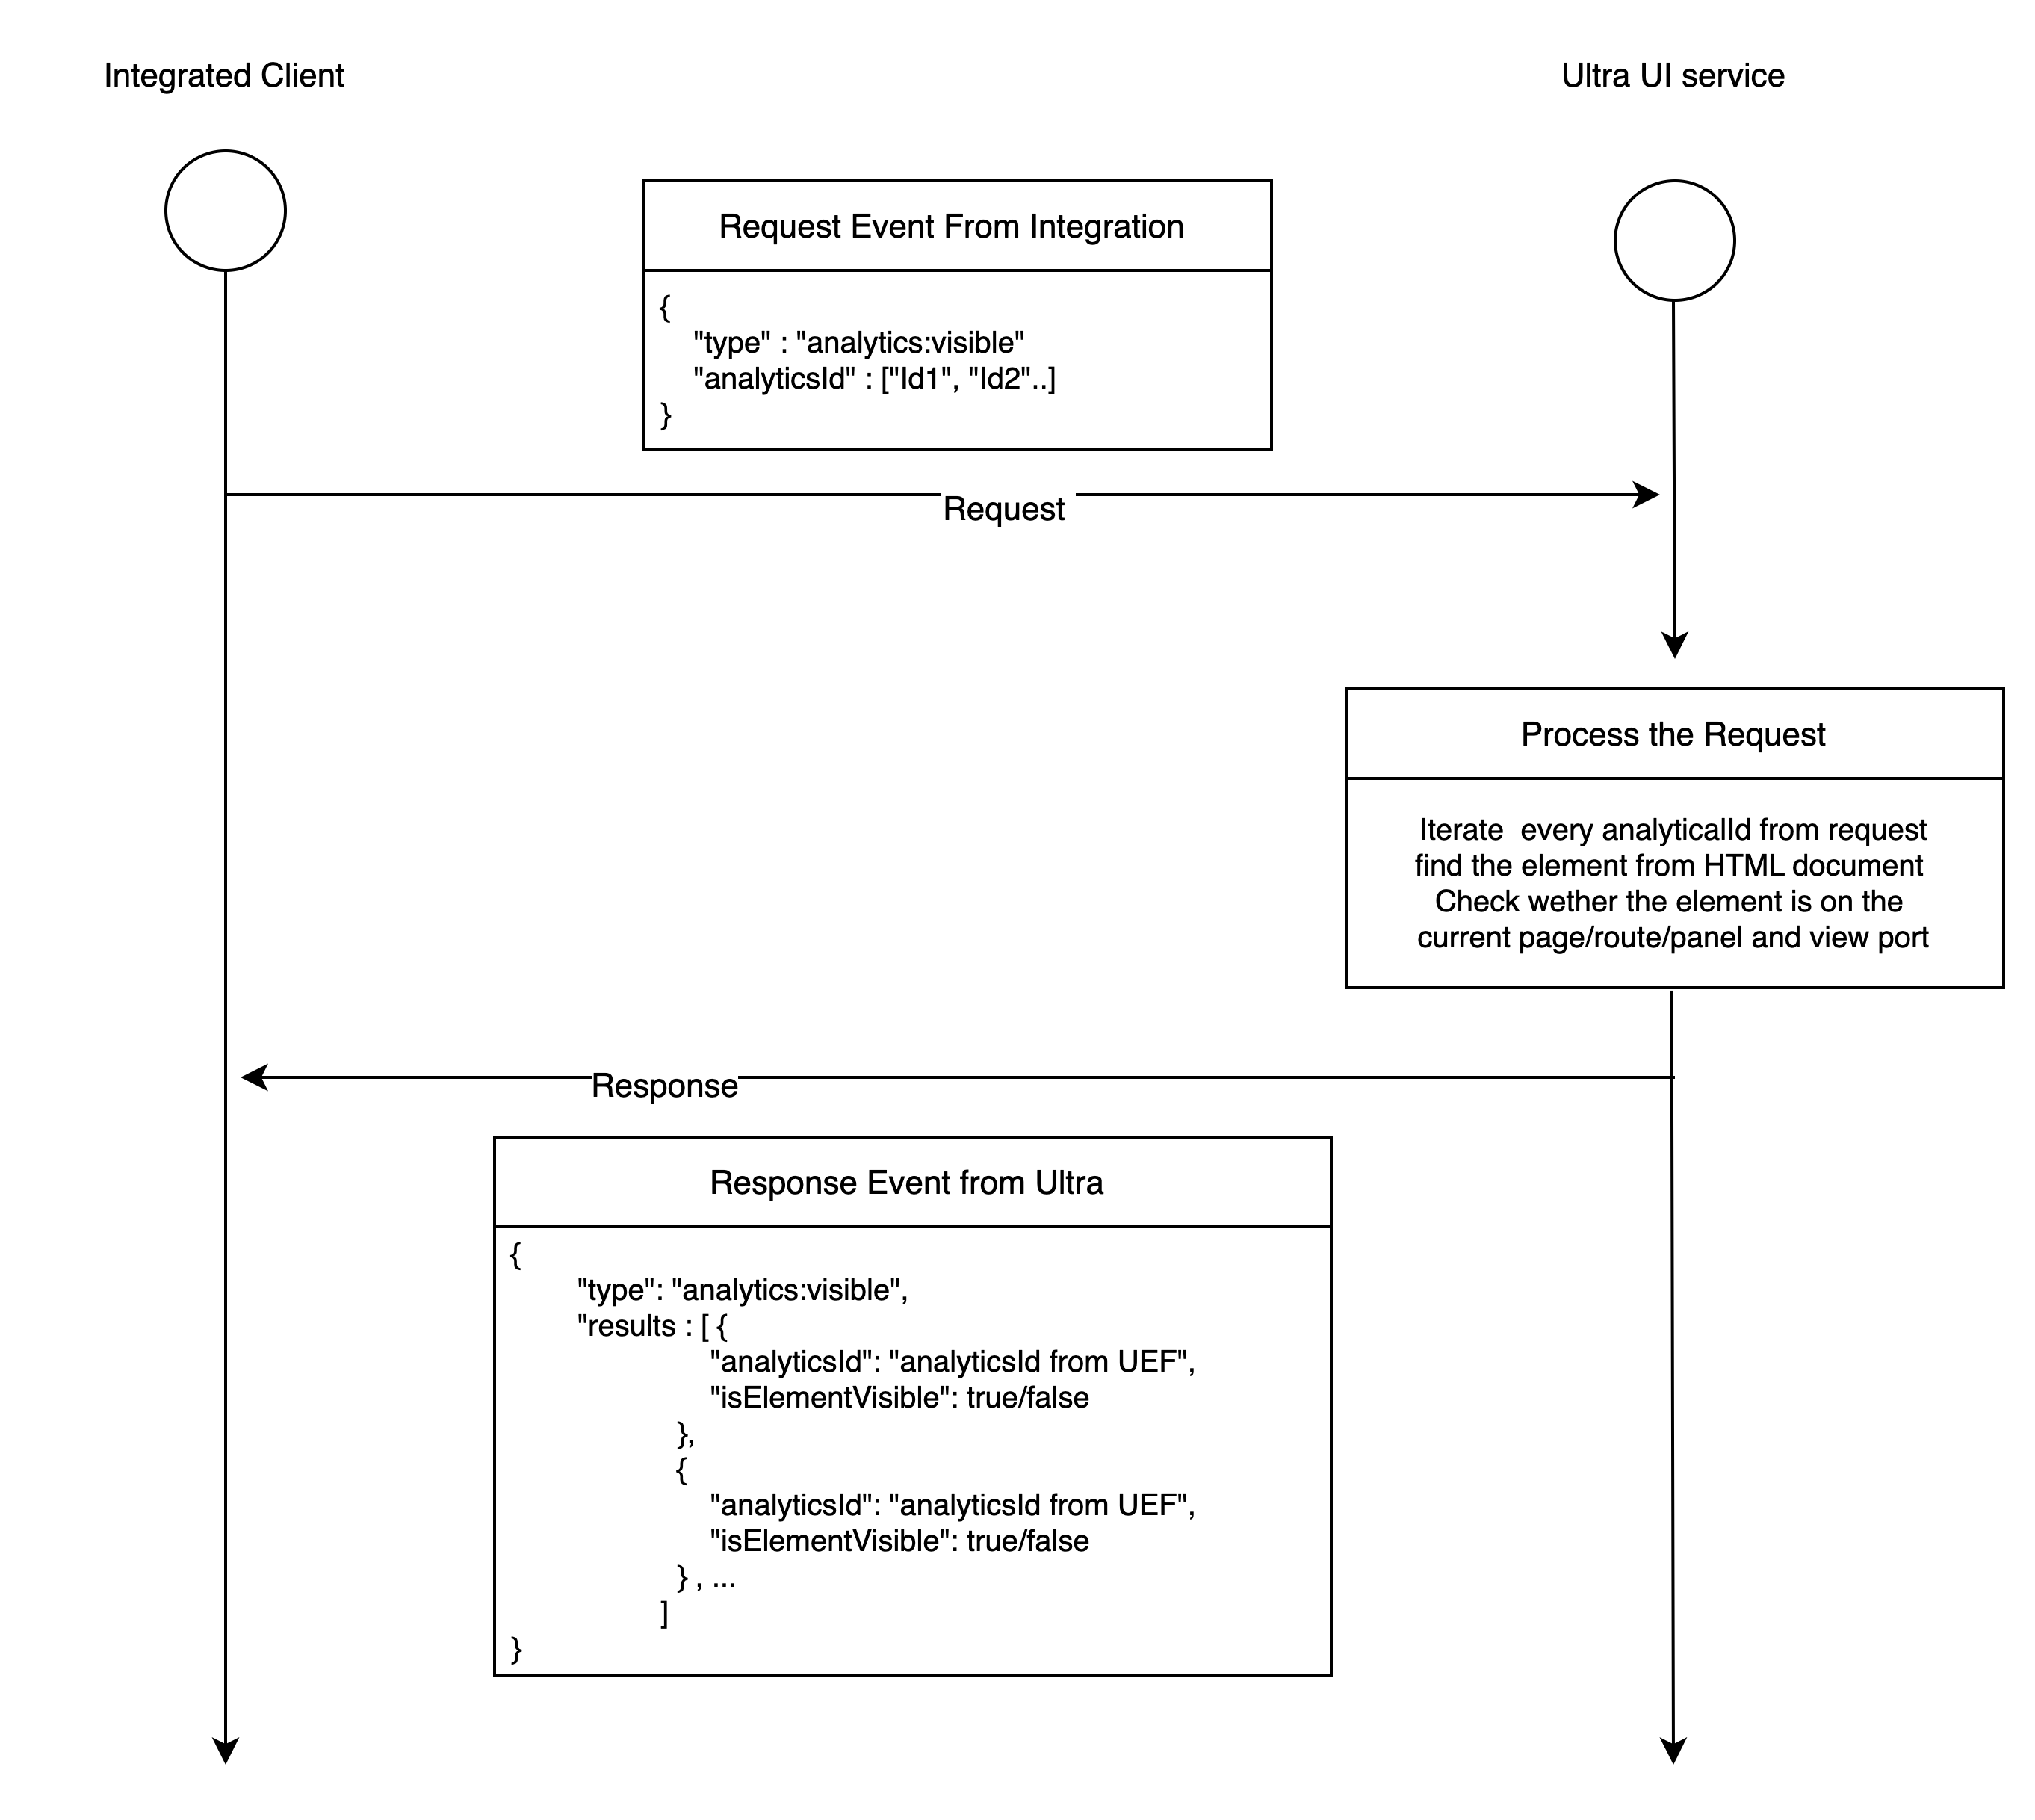 Integrated Client
Ultra UI service
Request Event From Integration
{
"type" : "analytics:visible"
"analyticsId" : ["Id1", "Id2"..]
}
Request
Process the Request
Iterate  every analyticalId from request
find the element from HTML document
Check wether the element is on the
current page/route/panel and view port
Response
Response Event from Ultra
{
"type": "analytics:visible",
"results : [ {
"analyticsId": "analyticsId from UEF",
"isElementVisible": true/false
},
{
"analyticsId": "analyticsId from UEF",
"isElementVisible": true/false
} , ...
]
}